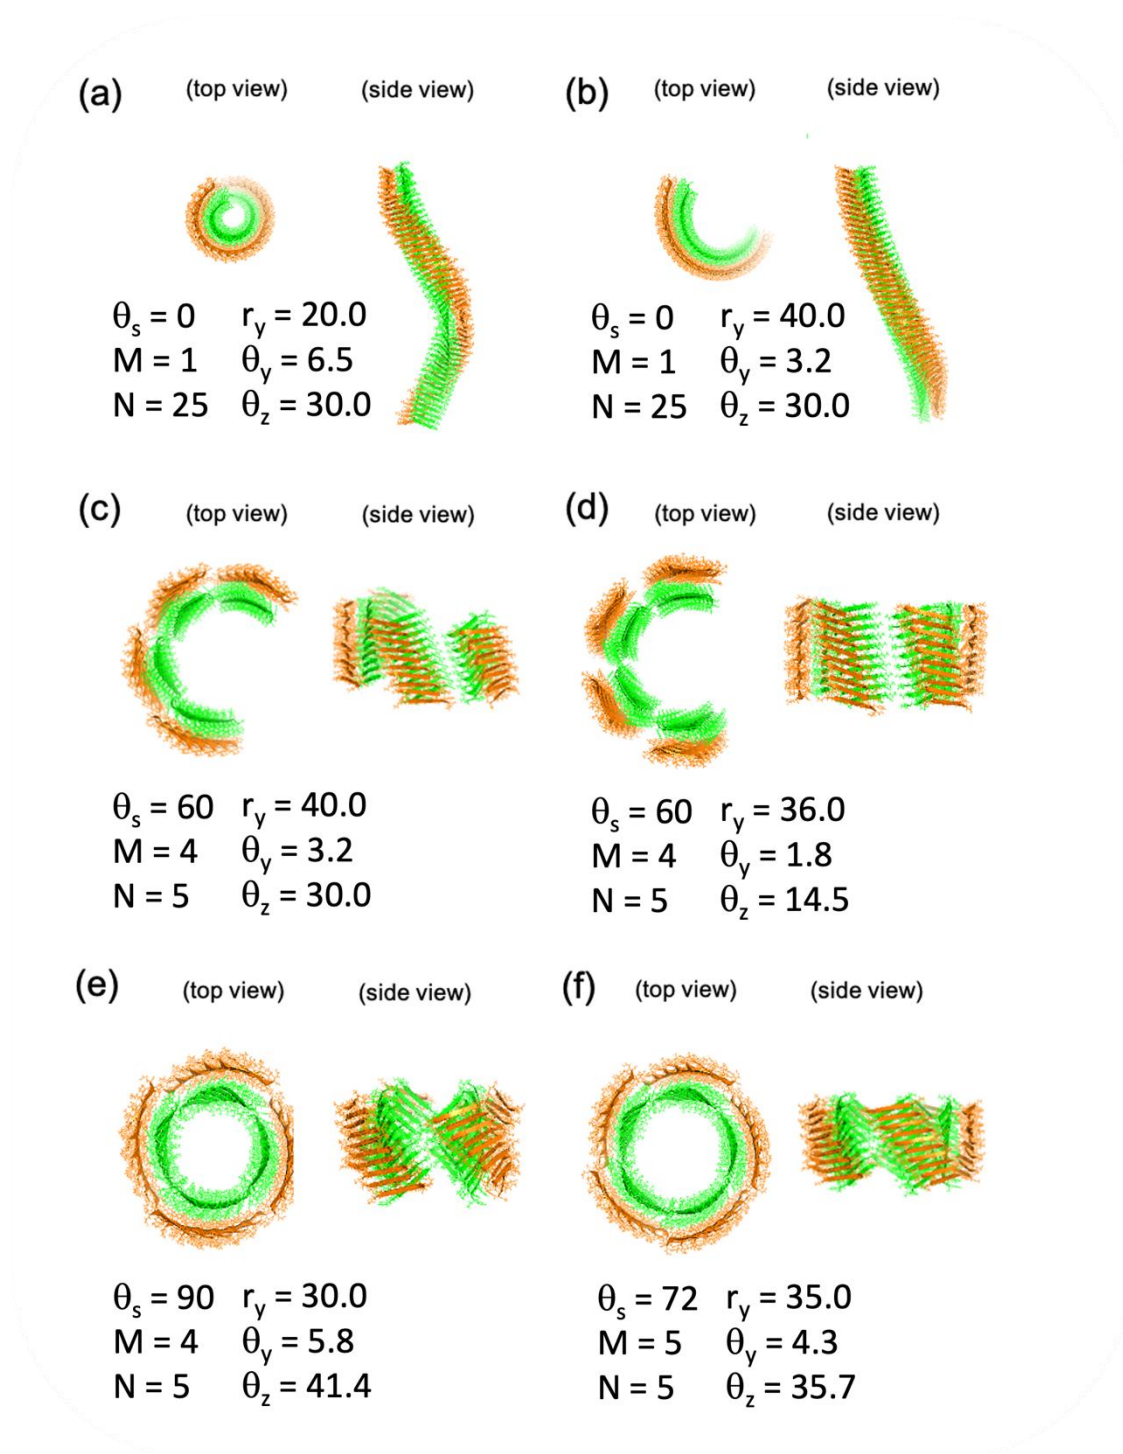 (a) (top view) (side view) (b) (top view) (side view)
θs = 0 ry = 20.0 θs = 0 ry = 40.0
M = 1 θy = 6.5 M = 1 θy = 3.2
N = 25 θz = 30.0 N = 25 θz = 30.0
(c) (top view) (side view) (d) (top view) (side view)
θs = 60 ry = 40.0 θs = 60 ry = 36.0
M = 4 θy = 3.2 M = 4 θy = 1.8
N = 5 θz = 30.0 N = 5 θz = 14.5
(e) (top view) (side view) (f) (top view) (side view)
θs = 90 ry = 30.0 θs = 72 ry = 35.0
M = 4 θy = 5.8 M = 5 θy = 4.3
N = 5 θz = 41.4 N = 5 θz = 35.7